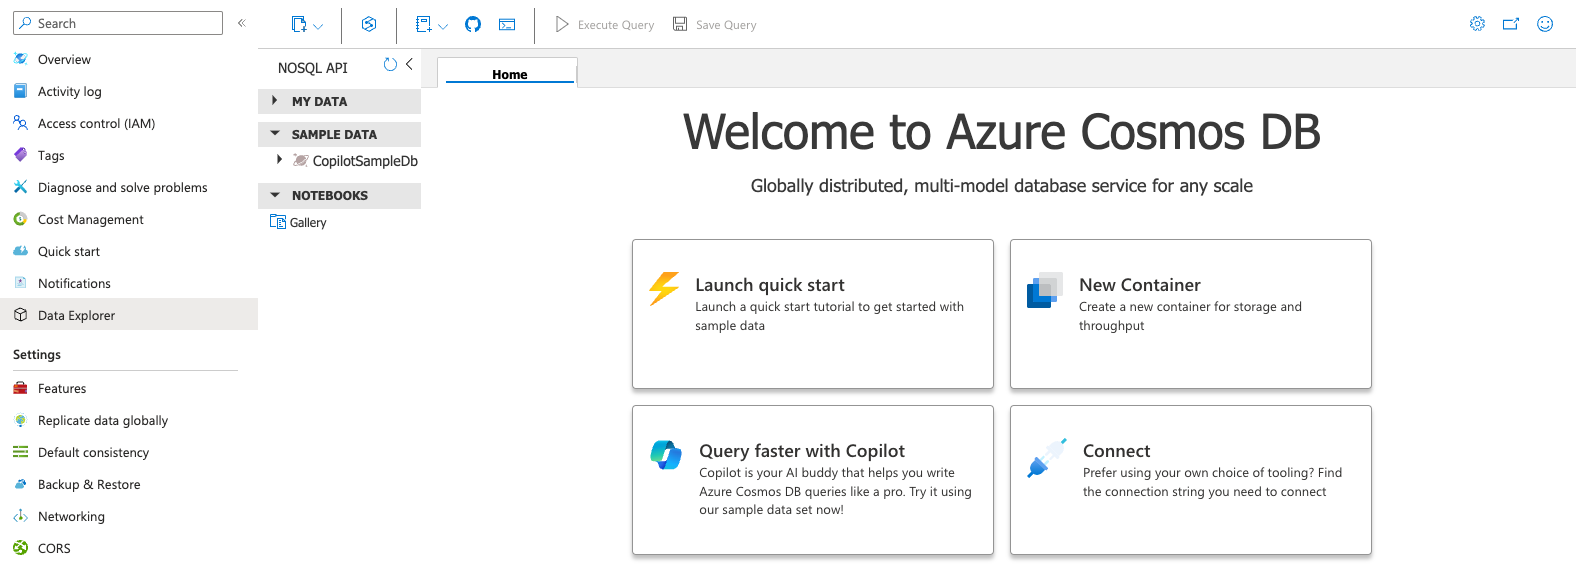 Search
Overview
Activity log
Access control (IAM)
Tags
Diagnose and solve problems
Cost Management
Quick start
Notifications
Data Explorer
Settings
Features
Replicate data globally
Default consistency
Backup & Restore
Networking
CORS
Execute Query
Save Query
NOSQL API
MY DATA
SAMPLE DATA
CopilotSampleDb
NOTEBOOKS
Gallery
Home
Welcome to Azure Cosmos DB
Globally distributed, multi-model database service for any scale
Launch quick start
Launch a quick start tutorial to get started with
sample data
New Container
Create a new container for storage and
throughput
Query faster with Copilot
Copilot is your AI buddy that helps you write
Azure Cosmos DB queries like a pro. Try it using
our sample data set now!
Connect
Prefer using your own choice of tooling? Find
the connection string you need to connect